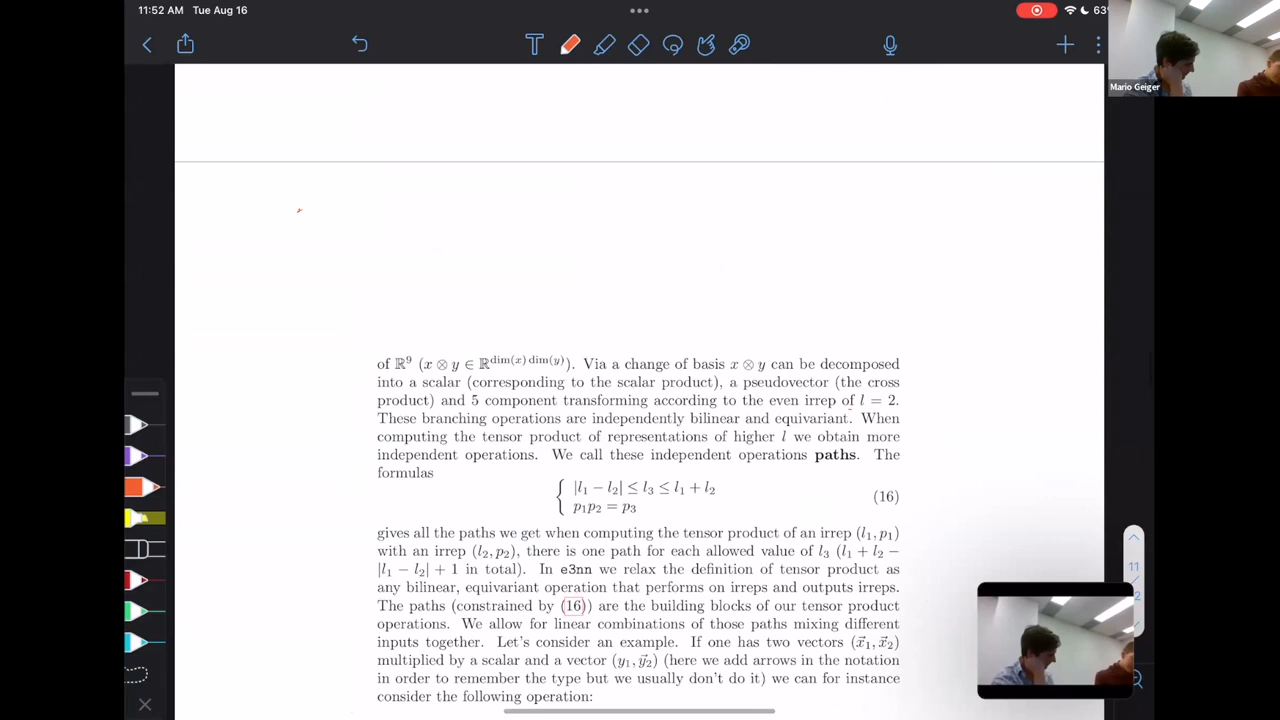 11:52 AM Tue Aug 16
63
Mario Geiger
of ℝ⁹ (x ⊗ y ∈ ℝ^{dim(x) dim(y)}). Via a change of basis x ⊗ y can be decomposed
into a scalar (corresponding to the scalar product), a pseudovector (the cross
product) and 5 component transforming according to the even irrep of l = 2.
These branching operations are independently bilinear and equivariant. When
computing the tensor product of representations of higher l we obtain more
independent operations. We call these independent operations paths. The
formulas
{ |l₁ − l₂| ≤ l₃ ≤ l₁ + l₂
p₁p₂ = p₃
(16)
gives all the paths we get when computing the tensor product of an irrep (l₁, p₁)
with an irrep (l₂, p₂), there is one path for each allowed value of l₃ (l₁ + l₂ −
|l₁ − l₂| + 1 in total). In e3nn we relax the definition of tensor product as
any bilinear, equivariant operation that performs on irreps and outputs irreps.
The paths (constrained by (16)) are the building blocks of our tensor product
operations. We allow for linear combinations of those paths mixing different
inputs together. Let's consider an example. If one has two vectors (x⃗₁, x⃗₂)
multiplied by a scalar and a vector (y₁, y⃗₂) (here we add arrows in the notation
in order to remember the type but we usually don't do it) we can for instance
consider the following operation:
11